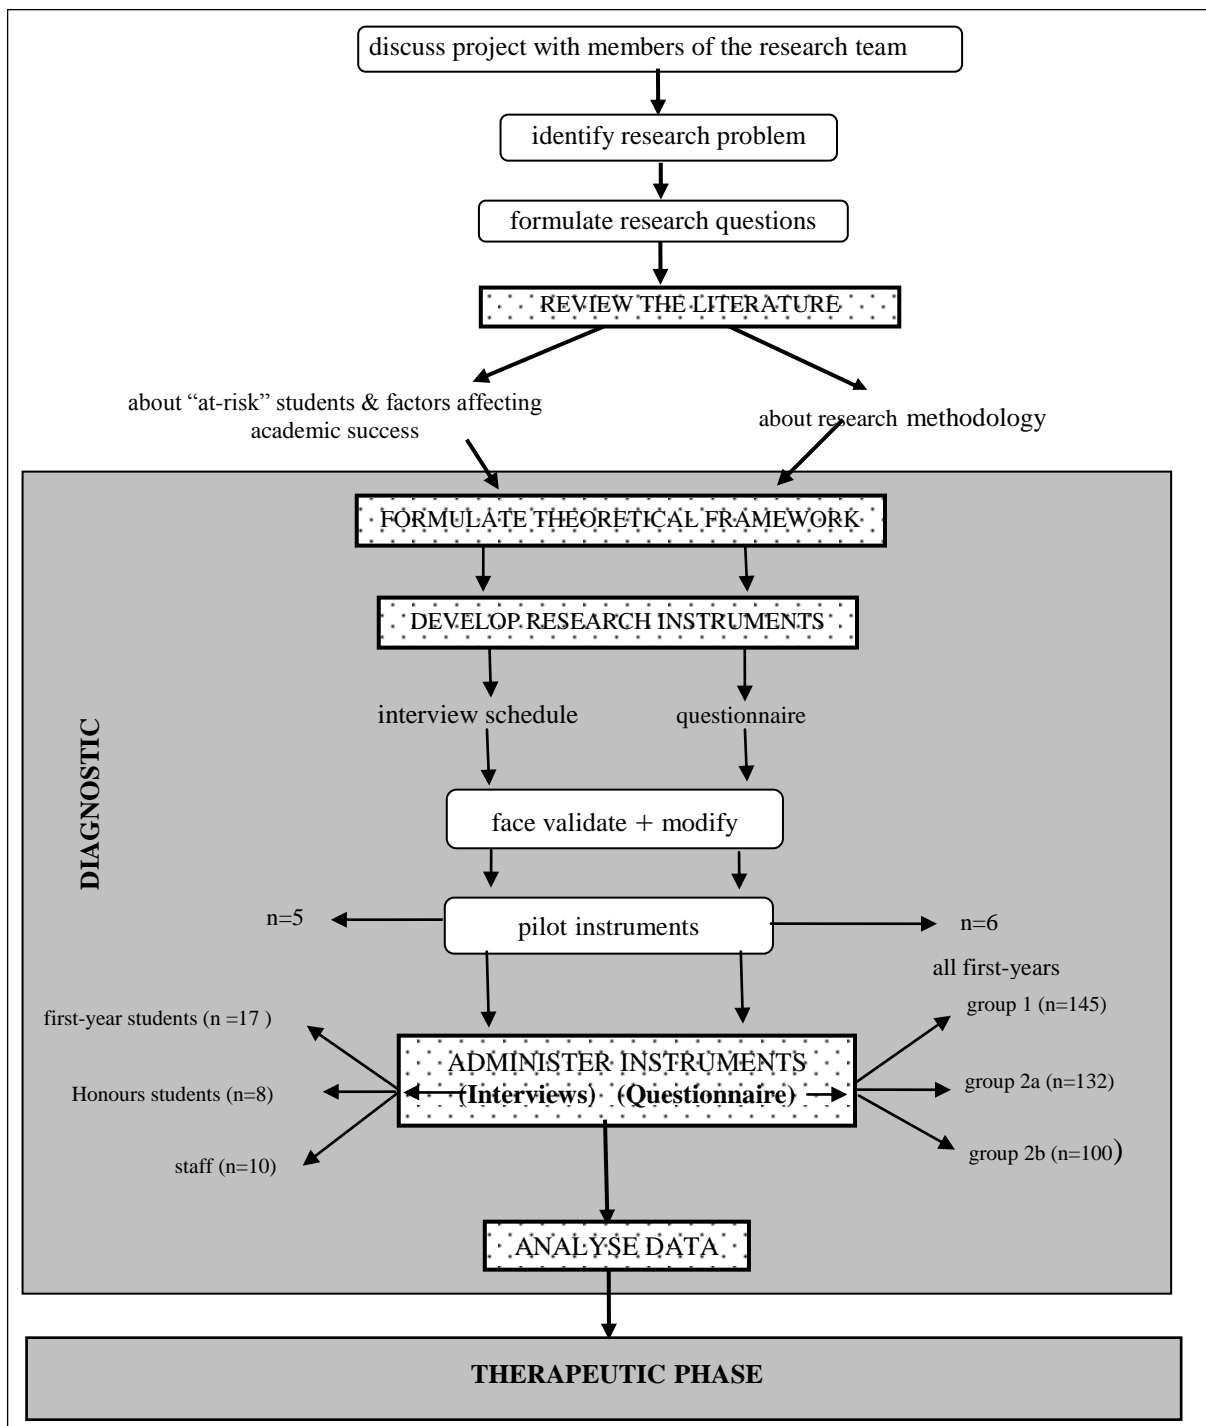 discuss project with members of the research team
identify research problem
formulate research questions
REVIEW THE LITERATURE
about “at-risk” students & factors affecting
academic success
about research methodology
FORMULATE THEORETICAL FRAMEWORK
DEVELOP RESEARCH INSTRUMENTS
interview schedule
questionnaire
DIAGNOSTIC
face validate + modify
n=5
pilot instruments
n=6
all first-years
first-year students (n =17 )
group 1 (n=145)
ADMINISTER INSTRUMENTS
(Interviews) (Questionnaire)
Honours students (n=8)
group 2a (n=132)
staff (n=10)
group 2b (n=100)
ANALYSE DATA
THERAPEUTIC PHASE